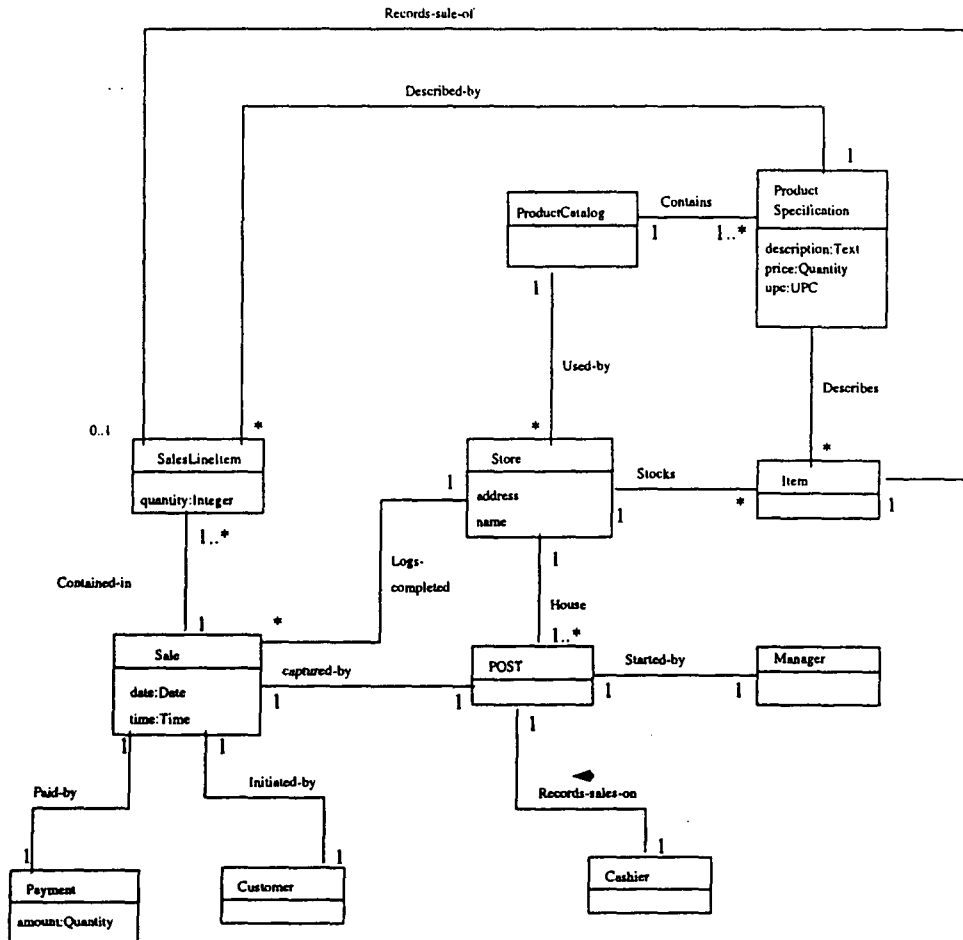 Records-sale-of
Described-by
1
Product
Specification
Contains
ProductCatalog
1
1..*
description:Text
price:Quantity
upc:UPC
1
Used-by
Describes
0..1
*
*
*
SalesLineItem
Store
Item
1
Stocks
quantity:Integer
address
name
1
*
1
1..*
1
Logs-
completed
Contained-in
House
1
*
1..*
Sale
POST
Started-by
Manager
captured-by
date:Date
time:Time
1
1
1
1
1
1
1
Initiated-by
Paid-by
Records-sales-on
1
1
1
Payment
Customer
Cashier
amount:Quantity